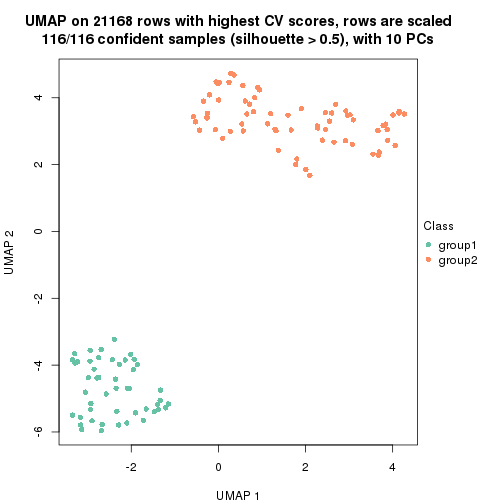 UMAP on 21168 rows with highest CV scores, rows are scaled
116/116 confident samples (silhouette > 0.5), with 10 PCs
4
2
0
-2
-4
-6
UMAP 2
Class
group1
group2
-2 0 2 4
UMAP 1